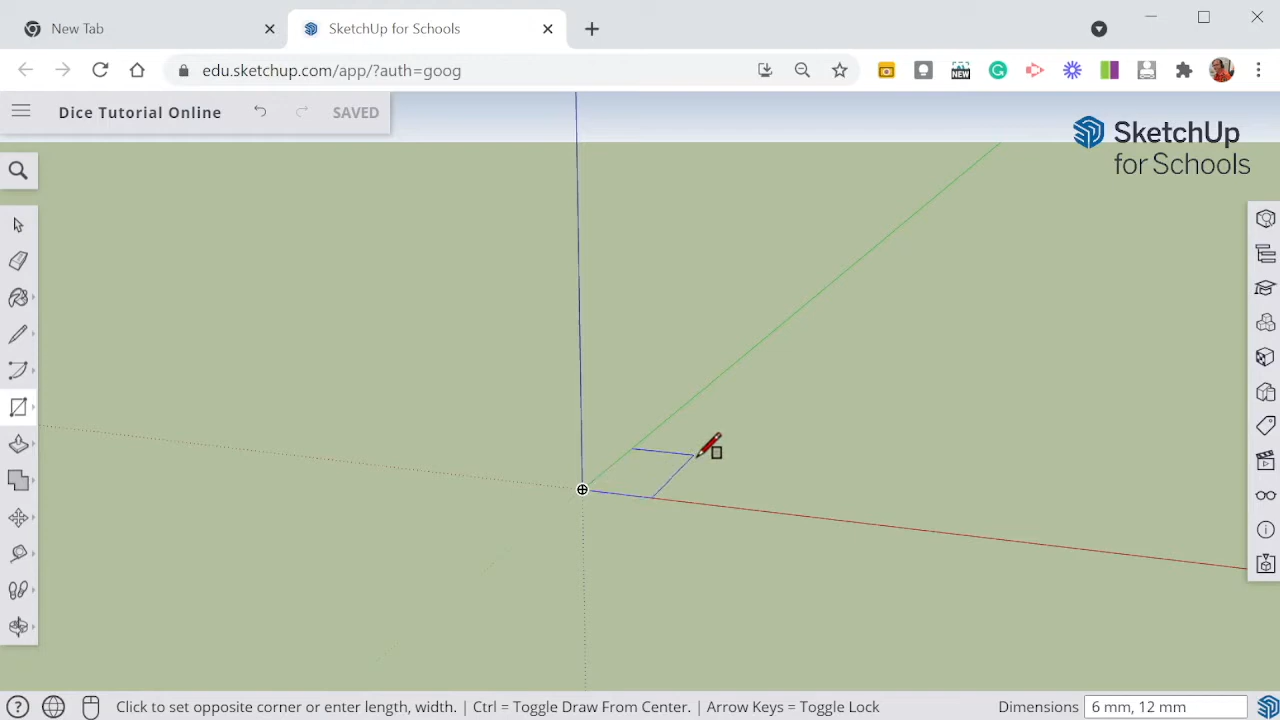 New Tab
SketchUp for Schools
edu.sketchup.com/app/?auth=goog
NEW
Dice Tutorial Online
SAVED
SketchUp
for Schools
Click to set opposite corner or enter length, width. | Ctrl = Toggle Draw From Center. | Arrow Keys = Toggle Lock
Dimensions
6 mm, 12 mm